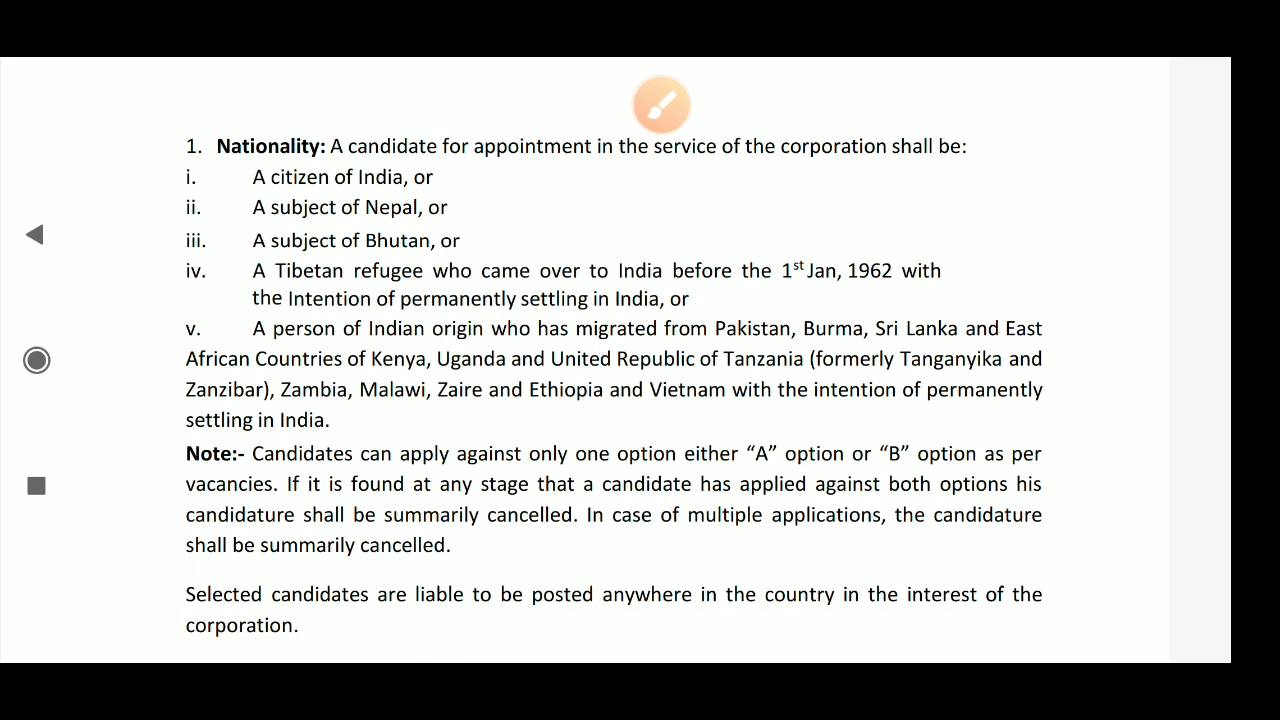 1. Nationality: A candidate for appointment in the service of the corporation shall be:
i. A citizen of India, or
ii. A subject of Nepal, or
iii. A subject of Bhutan, or
iv. A Tibetan refugee who came over to India before the 1st Jan, 1962 with
the Intention of permanently settling in India, or
v. A person of Indian origin who has migrated from Pakistan, Burma, Sri Lanka and East
African Countries of Kenya, Uganda and United Republic of Tanzania (formerly Tanganyika and
Zanzibar), Zambia, Malawi, Zaire and Ethiopia and Vietnam with the intention of permanently
settling in India.
Note:- Candidates can apply against only one option either “A” option or “B” option as per
vacancies. If it is found at any stage that a candidate has applied against both options his
candidature shall be summarily cancelled. In case of multiple applications, the candidature
shall be summarily cancelled.
Selected candidates are liable to be posted anywhere in the country in the interest of the
corporation.